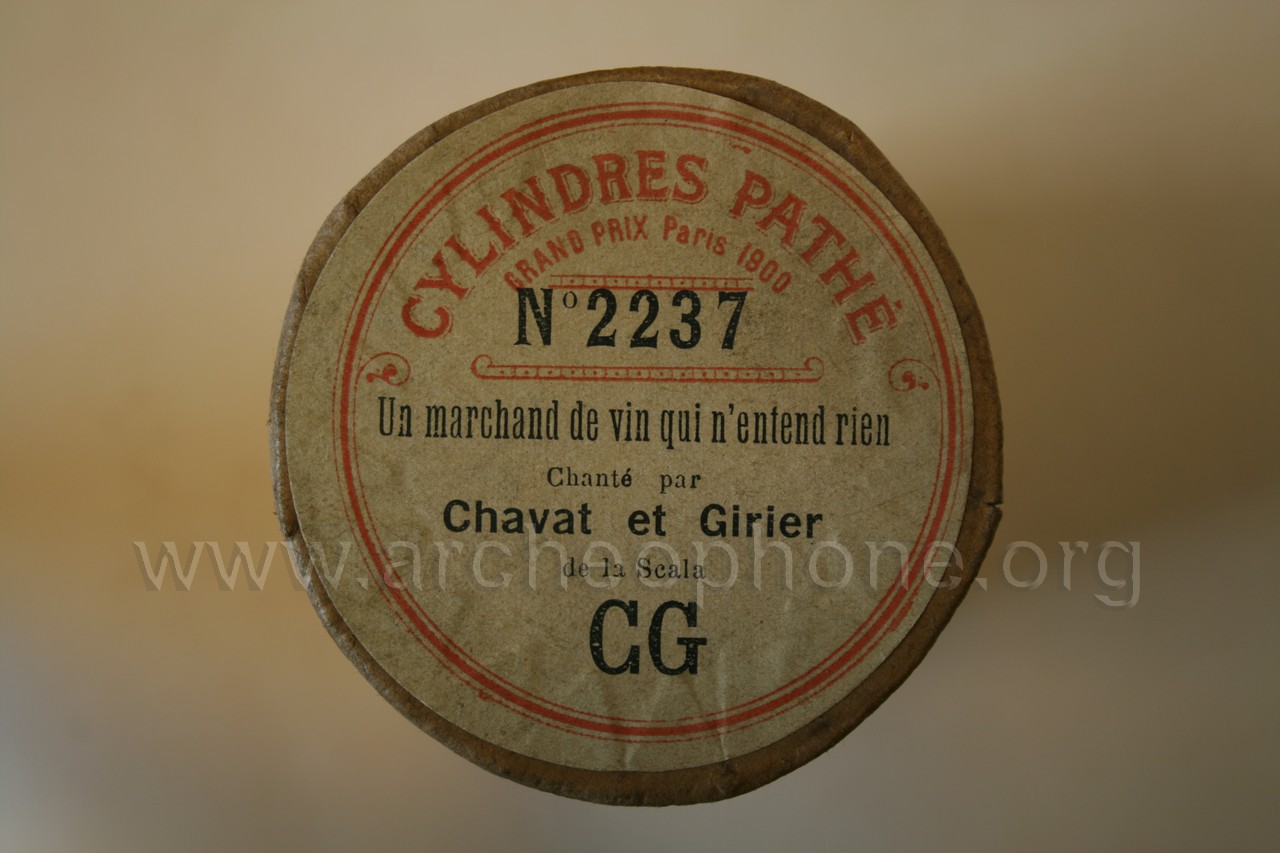 CYLINDRES PATHÉ
GRAND PRIX Paris 1900
No 2237
Un marchand de vin qui n'entend rien
Chanté par
Chavat et Girier
www.archeophone.org
de la Scala
CG